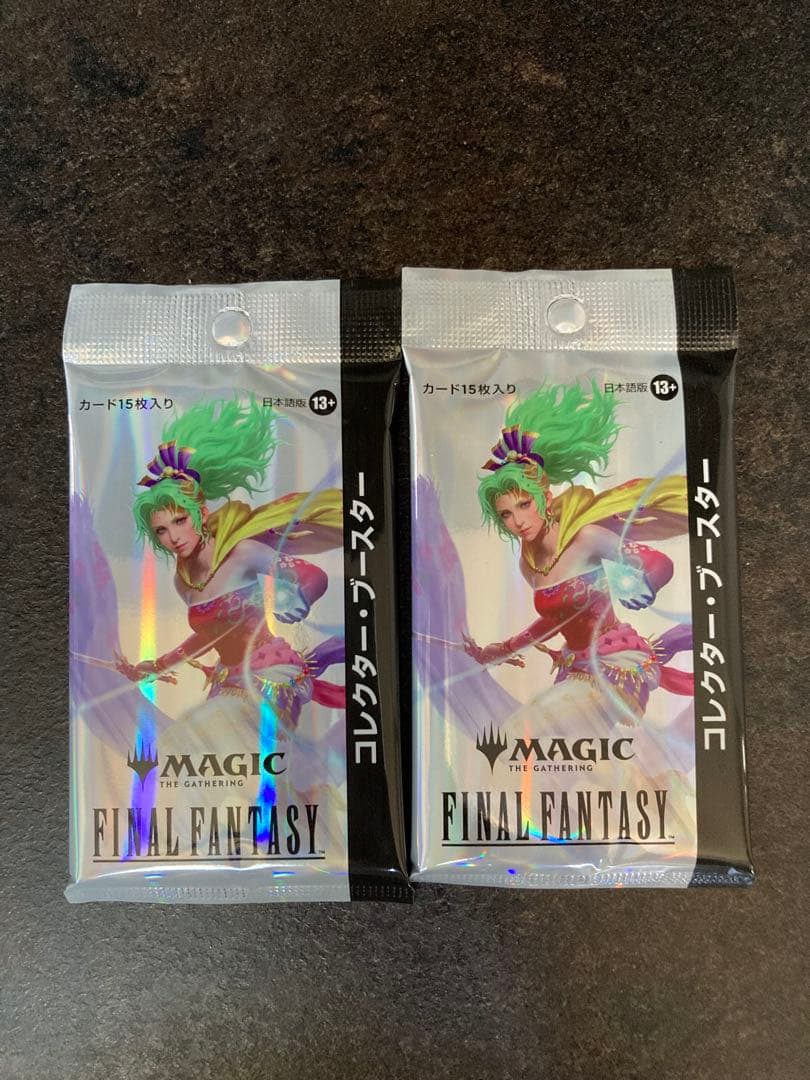 カード15枚入り
日本語版 13+
コレクター・ブースター
MAGIC
THE GATHERING
FINAL FANTASY
TM
カード15枚入り
日本語版 13+
コレクター・ブースター
MAGIC
THE GATHERING
FINAL FANTASY
TM